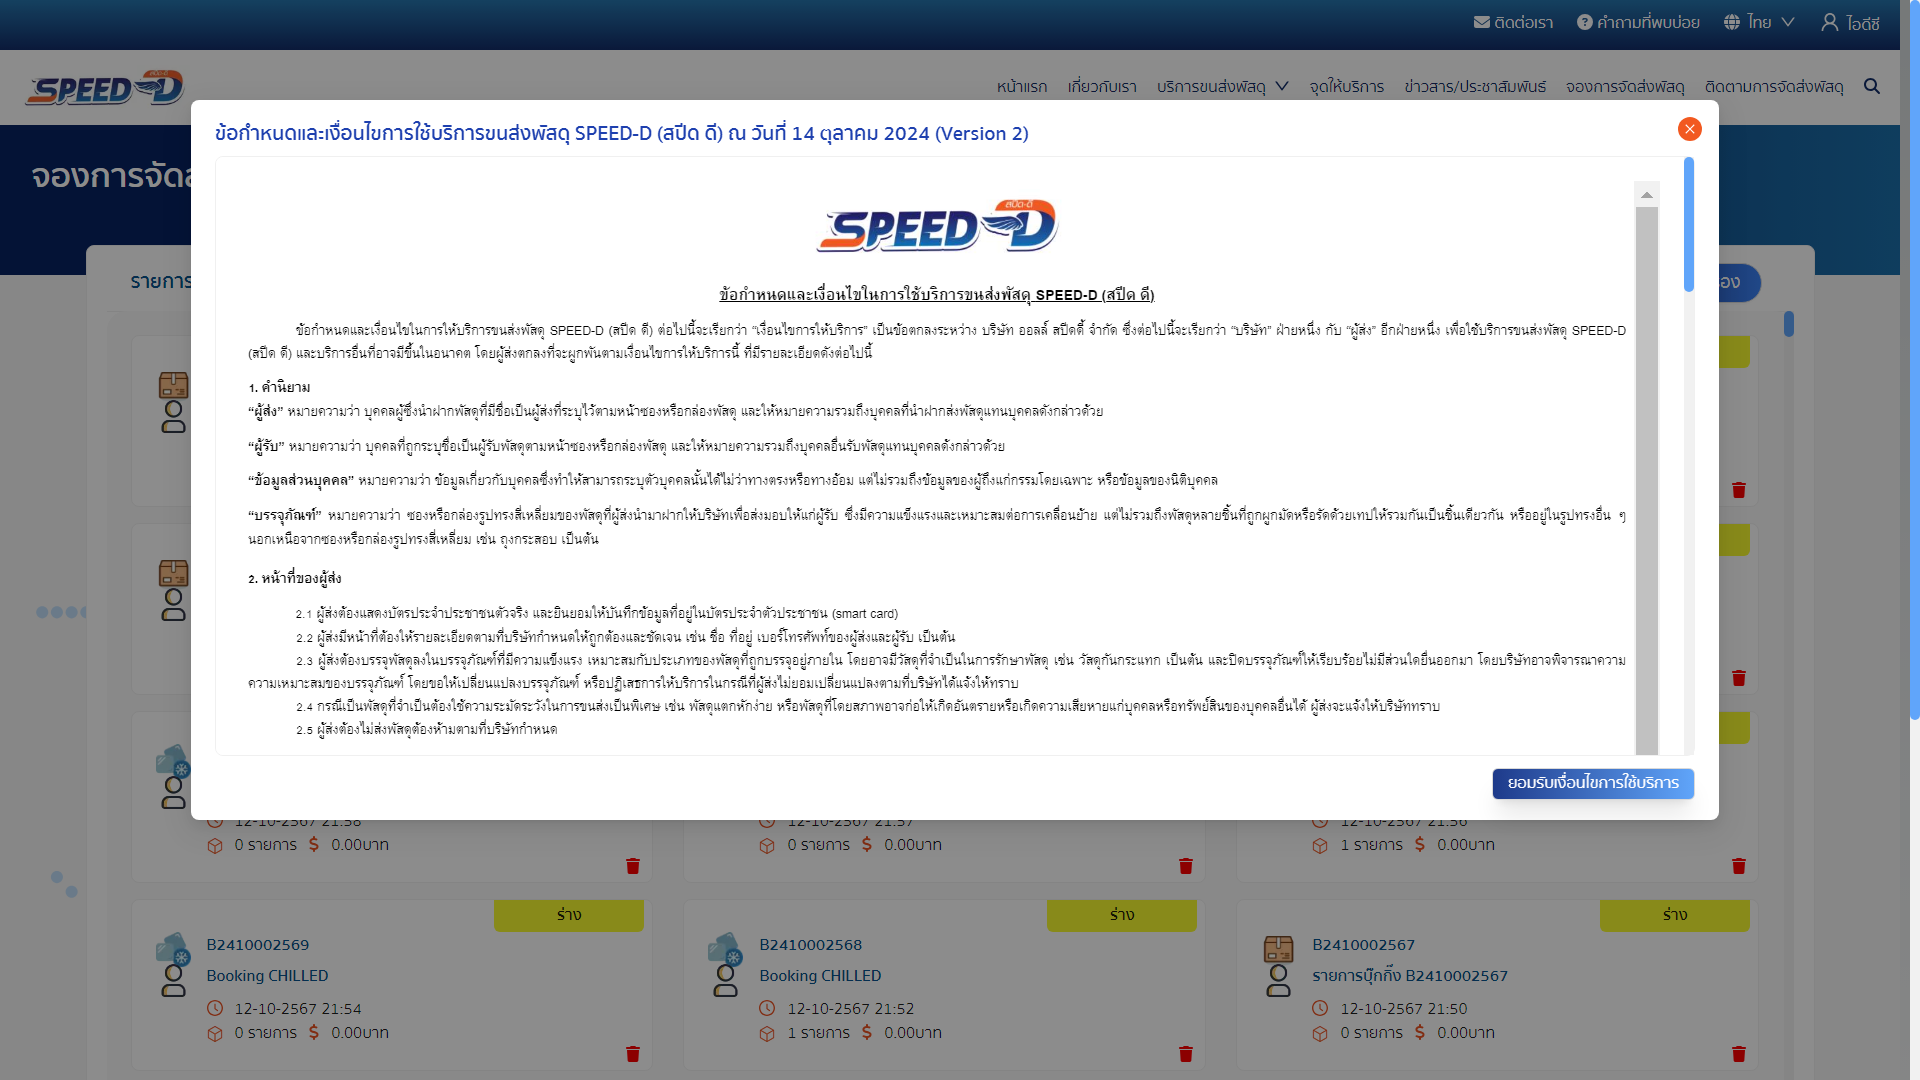 ติดต่อเรา คำถามที่พบบ่อย ไทย ไอดีซี
สปีด-ดี
SPEED-D หน้าแรก เกี่ยวกับเรา บริการขนส่งพัสดุ จุดให้บริการ ข่าวสาร/ประชาสัมพันธ์ จองการจัดส่งพัสดุ ติดตามการจัดส่งพัสดุ
ข้อกำหนดและเงื่อนไขการใช้บริการขนส่งพัสดุ SPEED-D (สปีด ดี) ณ วันที่ 14 ตุลาคม 2024 (Version 2)
จองการจัดส
รายการ
อง
สปีด-ดี
SPEED-D
ข้อกำหนดและเงื่อนไขในการใช้บริการขนส่งพัสดุ SPEED-D (สปีด ดี)
ข้อกำหนดและเงื่อนไขในการให้บริการขนส่งพัสดุ SPEED-D (สปีด ดี) ต่อไปนี้จะเรียกว่า “เงื่อนไขการให้บริการ” เป็นข้อตกลงระหว่าง บริษัท ออลล์ สปีดดี้ จำกัด ซึ่งต่อไปนี้จะเรียกว่า “บริษัท” ฝ่ายหนึ่ง กับ “ผู้ส่ง” อีกฝ่ายหนึ่ง เพื่อใช้บริการขนส่งพัสดุ SPEED-D
(สปีด ดี) และบริการอื่นที่อาจมีขึ้นในอนาคต โดยผู้ส่งตกลงที่จะผูกพันตามเงื่อนไขการให้บริการนี้ ที่มีรายละเอียดดังต่อไปนี้
1. คำนิยาม
“ผู้ส่ง” หมายความว่า บุคคลผู้ซึ่งนำฝากพัสดุที่มีชื่อเป็นผู้ส่งที่ระบุไว้ตามหน้าซองหรือกล่องพัสดุ และให้หมายความรวมถึงบุคคลที่นำฝากส่งพัสดุแทนบุคคลดังกล่าวด้วย
“ผู้รับ” หมายความว่า บุคคลที่ถูกระบุชื่อเป็นผู้รับพัสดุตามหน้าซองหรือกล่องพัสดุ และให้หมายความรวมถึงบุคคลอื่นรับพัสดุแทนบุคคลดังกล่าวด้วย
“ข้อมูลส่วนบุคคล” หมายความว่า ข้อมูลเกี่ยวกับบุคคลซึ่งทำให้สามารถระบุตัวบุคคลนั้นได้ไม่ว่าทางตรงหรือทางอ้อม แต่ไม่รวมถึงข้อมูลของผู้ถึงแก่กรรมโดยเฉพาะ หรือข้อมูลของนิติบุคคล
“บรรจุภัณฑ์” หมายความว่า ซองหรือกล่องรูปทรงสี่เหลี่ยมของพัสดุที่ผู้ส่งนำมาฝากให้บริษัทเพื่อส่งมอบให้แก่ผู้รับ ซึ่งมีความแข็งแรงและเหมาะสมต่อการเคลื่อนย้าย แต่ไม่รวมถึงพัสดุหลายชิ้นที่ถูกผูกมัดหรือรัดด้วยเทปให้รวมกันเป็นชิ้นเดียวกัน หรืออยู่ในรูปทรงอื่น ๆ
นอกเหนือจากซองหรือกล่องรูปทรงสี่เหลี่ยม เช่น ถุงกระสอบ เป็นต้น
2. หน้าที่ของผู้ส่ง
2.1 ผู้ส่งต้องแสดงบัตรประจำประชาชนตัวจริง และยินยอมให้บันทึกข้อมูลที่อยู่ในบัตรประจำตัวประชาชน (smart card)
2.2 ผู้ส่งมีหน้าที่ต้องให้รายละเอียดตามที่บริษัทกำหนดให้ถูกต้องและชัดเจน เช่น ชื่อ ที่อยู่ เบอร์โทรศัพท์ของผู้ส่งและผู้รับ เป็นต้น
2.3 ผู้ส่งต้องบรรจุพัสดุลงในบรรจุภัณฑ์ที่มีความแข็งแรง เหมาะสมกับประเภทของพัสดุที่ถูกบรรจุอยู่ภายใน โดยอาจมีวัสดุที่จำเป็นในการรักษาพัสดุ เช่น วัสดุกันกระแทก เป็นต้น และปิดบรรจุภัณฑ์ให้เรียบร้อยไม่มีส่วนใดยื่นออกมา โดยบริษัทอาจพิจารณาความ
ความเหมาะสมของบรรจุภัณฑ์ โดยขอให้เปลี่ยนแปลงบรรจุภัณฑ์ หรือปฏิเสธการให้บริการในกรณีที่ผู้ส่งไม่ยอมเปลี่ยนแปลงตามที่บริษัทได้แจ้งให้ทราบ
2.4 กรณีเป็นพัสดุที่จำเป็นต้องใช้ความระมัดระวังในการขนส่งเป็นพิเศษ เช่น พัสดุแตกหักง่าย หรือพัสดุที่โดยสภาพอาจก่อให้เกิดอันตรายหรือเกิดความเสียหายแก่บุคคลหรือทรัพย์สินของบุคคลอื่นได้ ผู้ส่งจะแจ้งให้บริษัททราบ
2.5 ผู้ส่งต้องไม่ส่งพัสดุต้องห้ามตามที่บริษัทกำหนด
ยอมรับเงื่อนไขการใช้บริการ
12-10-2567 21:58 12-10-2567 21:57 12-10-2567 21:56
0 รายการ $ 0.00บาท 0 รายการ $ 0.00บาท 1 รายการ $ 0.00บาท
ร่าง ร่าง ร่าง
B2410002569 B2410002568 B2410002567
Booking CHILLED Booking CHILLED รายการบุ๊กกิ๊ง B2410002567
12-10-2567 21:54 12-10-2567 21:52 12-10-2567 21:50
0 รายการ $ 0.00บาท 1 รายการ $ 0.00บาท 0 รายการ $ 0.00บาท